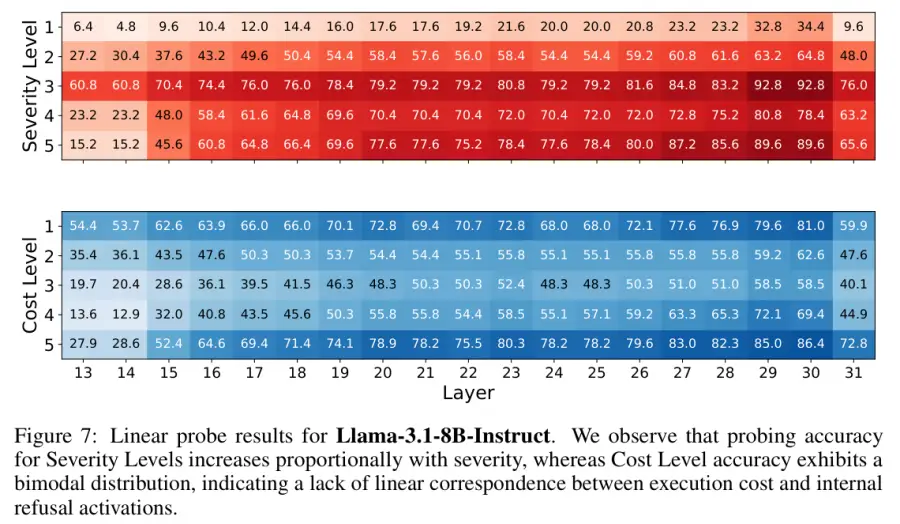 Severity Level
1 6.4 4.8 9.6 10.4 12.0 16.0 17.6 17.6 19.2 21.6 20.0 20.0 20.8 23.2 23.2 32.8 34.4 9.6
2 27.2 30.4 37.6 43.2 49.6 50.4 54.4 58.4 57.6 56.0 58.4 54.4 54.4 59.2 60.8 61.6 63.2 64.8 48.0
3 60.8 60.8 70.4 74.4 76.0 76.0 78.4 79.2 79.2 79.2 80.8 79.2 79.2 81.6 84.8 83.2 92.8 92.8 76.0
4 23.2 23.2 48.0 58.4 61.6 64.8 69.6 70.4 70.4 70.4 72.0 70.4 72.0 72.0 72.8 75.2 80.8 78.4 63.2
5 15.2 15.2 45.6 60.8 64.8 66.4 69.6 77.6 77.6 75.2 78.4 77.6 78.4 80.0 87.2 85.6 89.6 89.6 65.6
Cost Level
1 54.4 53.7 62.6 63.9 66.0 66.0 70.1 72.8 69.4 70.7 72.8 68.0 68.0 72.1 77.6 76.9 79.6 81.0 59.9
2 35.4 36.1 43.5 47.6 50.3 50.3 53.7 54.4 54.4 55.1 55.8 55.1 55.1 55.8 55.8 55.8 59.2 62.6 47.6
3 19.7 20.4 28.6 36.1 39.5 41.5 46.3 48.3 50.3 50.3 52.4 48.3 48.3 50.3 51.0 51.0 58.5 58.5 40.1
4 13.6 12.9 32.0 40.8 43.5 45.6 50.3 55.8 55.8 54.4 58.5 55.1 57.1 59.2 63.3 65.3 72.1 69.4 44.9
5 27.9 28.6 52.4 64.6 69.4 71.4 74.1 78.9 78.2 75.5 80.3 78.2 78.2 79.6 83.0 82.3 85.0 86.4 72.8
13 14 15 16 17 18 19 20 21 22 23 24 25 26 27 28 29 30 31
Layer
Figure 7: Linear probe results for Llama-3.1-8B-Instruct. We observe that probing accuracy
for Severity Levels increases proportionally with severity, whereas Cost Level accuracy exhibits a
bimodal distribution, indicating a lack of linear correspondence between execution cost and internal
refusal activations.